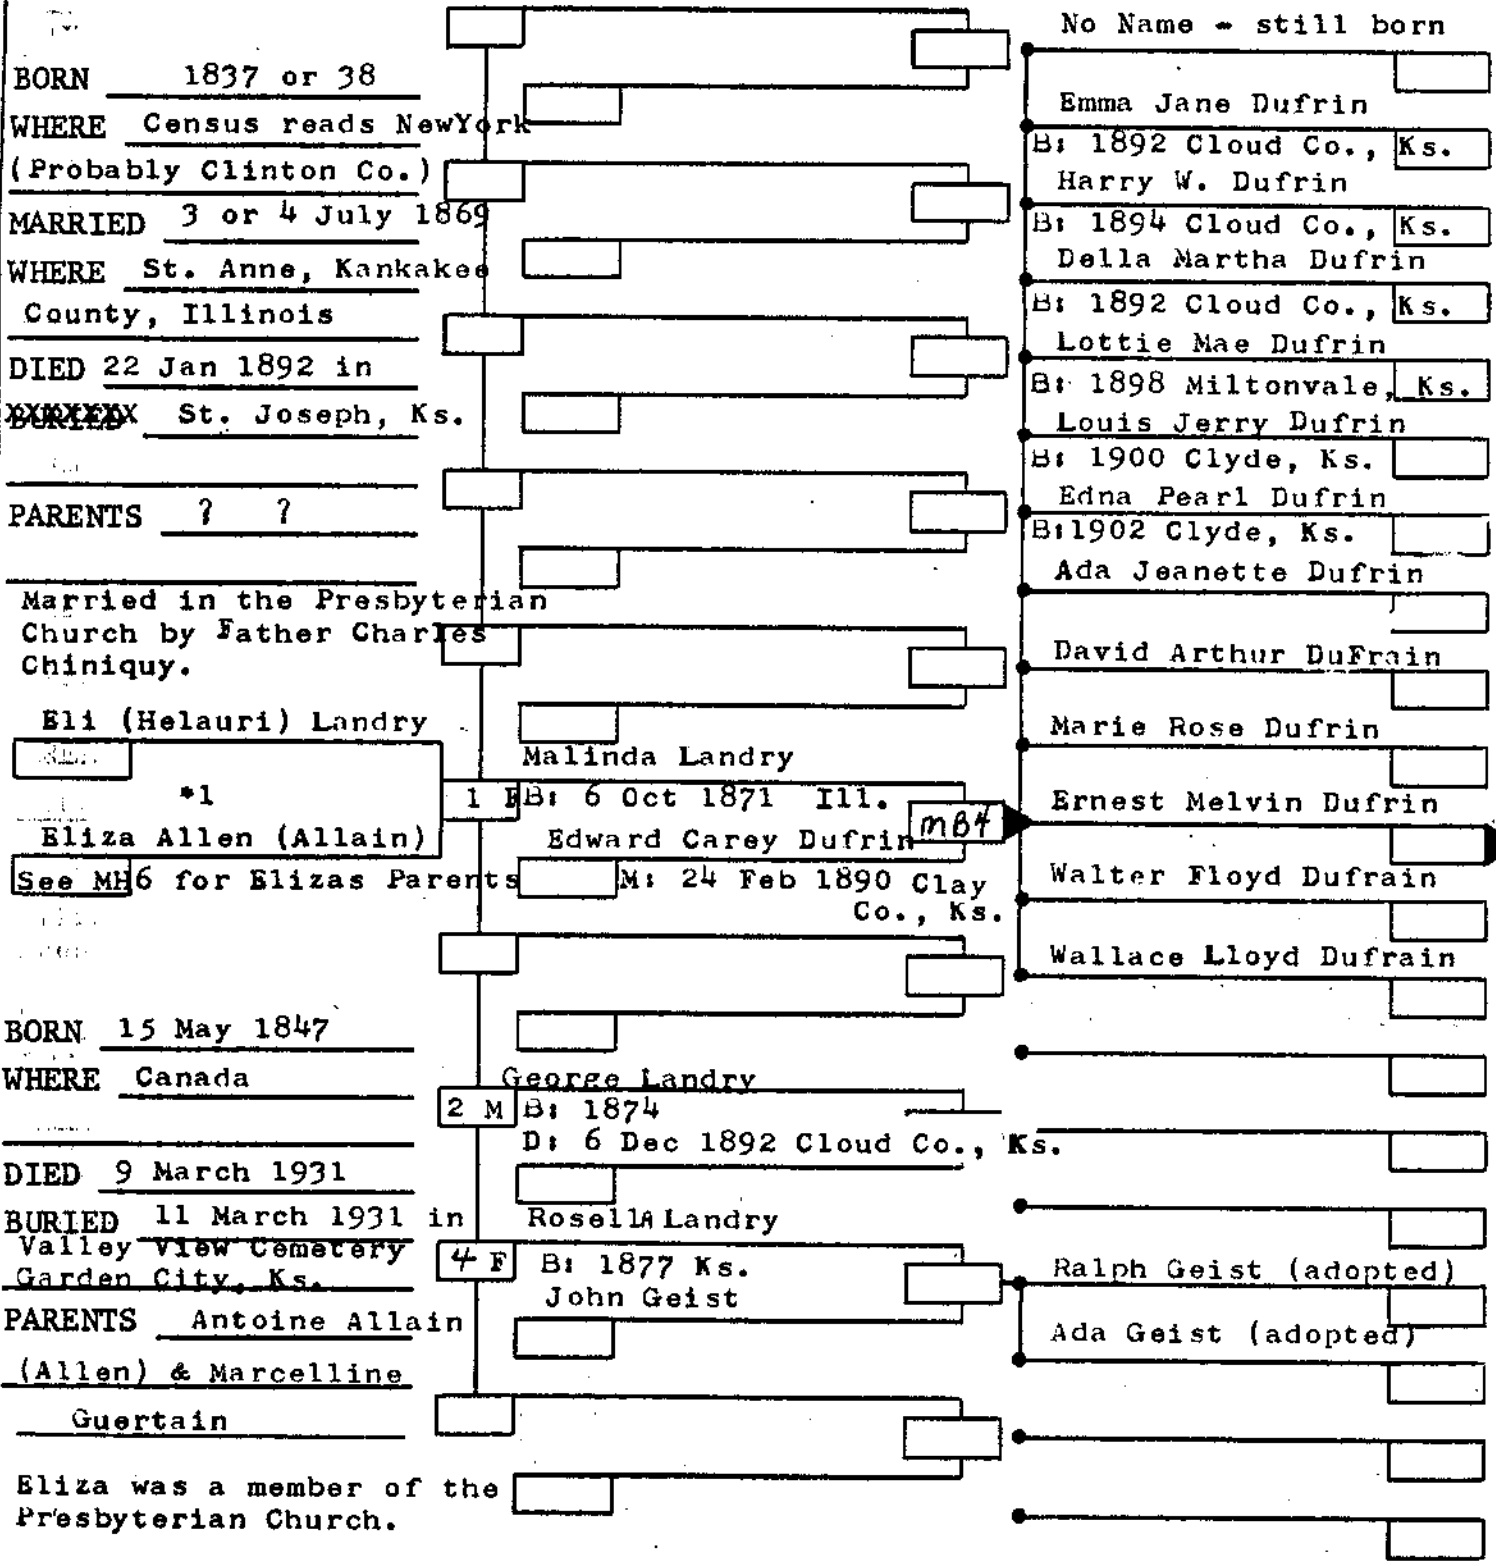 BORN 1837 or 38
WHERE Census reads NewYork
(Probably Clinton Co.)
MARRIED 3 or 4 July 1869
WHERE St. Anne, Kankakee
County, Illinois
DIED 22 Jan 1892 in
BURIED St. Joseph, Ks.
PARENTS ? ?
Married in the Presbyterian
Church by Father Charles
Chiniquy.
Eli (Helauri) Landry
*1
Eliza Allen (Allain)
See MH6 for Elizas Parents
BORN 15 May 1847
WHERE Canada
DIED 9 March 1931
BURIED 11 March 1931 in
Valley View Cemetery
Garden City, Ks.
PARENTS Antoine Allain
(Allen) & Marcelline
Guertain
Eliza was a member of the
Presbyterian Church.
Malinda Landry
1 F B: 6 Oct 1871 Ill.
Edward Carey Dufrin
mB4
M: 24 Feb 1890 Clay
Co., Ks.
George Landry
2 M B: 1874
D: 6 Dec 1892 Cloud Co., Ks.
Rosella Landry
4 F B: 1877 Ks.
John Geist
No Name - still born
Emma Jane Dufrin
B: 1892 Cloud Co., Ks.
Harry W. Dufrin
B: 1894 Cloud Co., Ks.
Della Martha Dufrin
B: 1892 Cloud Co., Ks.
Lottie Mae Dufrin
B: 1898 Miltonvale, Ks.
Louis Jerry Dufrin
B: 1900 Clyde, Ks.
Edna Pearl Dufrin
B:1902 Clyde, Ks.
Ada Jeanette Dufrin
David Arthur DuFrain
Marie Rose Dufrin
Ernest Melvin Dufrin
Walter Floyd Dufrain
Wallace Lloyd Dufrain
Ralph Geist (adopted)
Ada Geist (adopted)